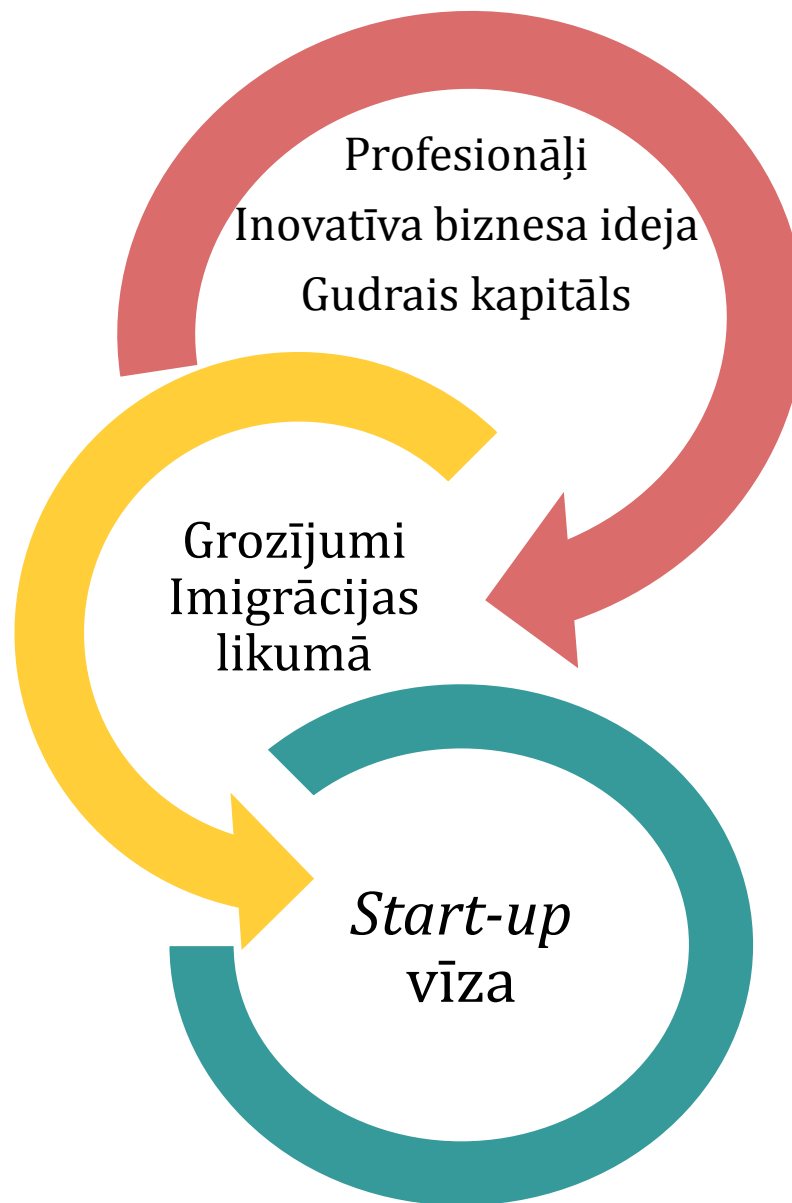 Profesionāļi
Inovatīva biznesa ideja
Gudrais kapitāls
Grozījumi
Imigrācijas
likumā
Start-up
vīza